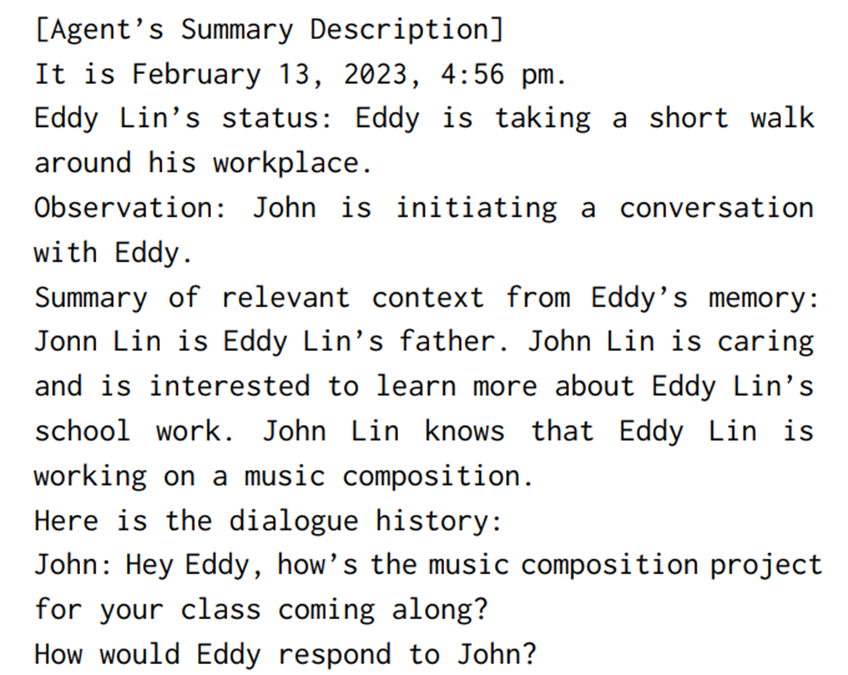 [Agent’s Summary Description]
It is February 13, 2023, 4:56 pm.
Eddy Lin’s status: Eddy is taking a short walk
around his workplace.
Observation: John is initiating a conversation
with Eddy.
Summary of relevant context from Eddy’s memory:
Jonn Lin is Eddy Lin’s father. John Lin is caring
and is interested to learn more about Eddy Lin’s
school work. John Lin knows that Eddy Lin is
working on a music composition.
Here is the dialogue history:
John: Hey Eddy, how’s the music composition project
for your class coming along?
How would Eddy respond to John?